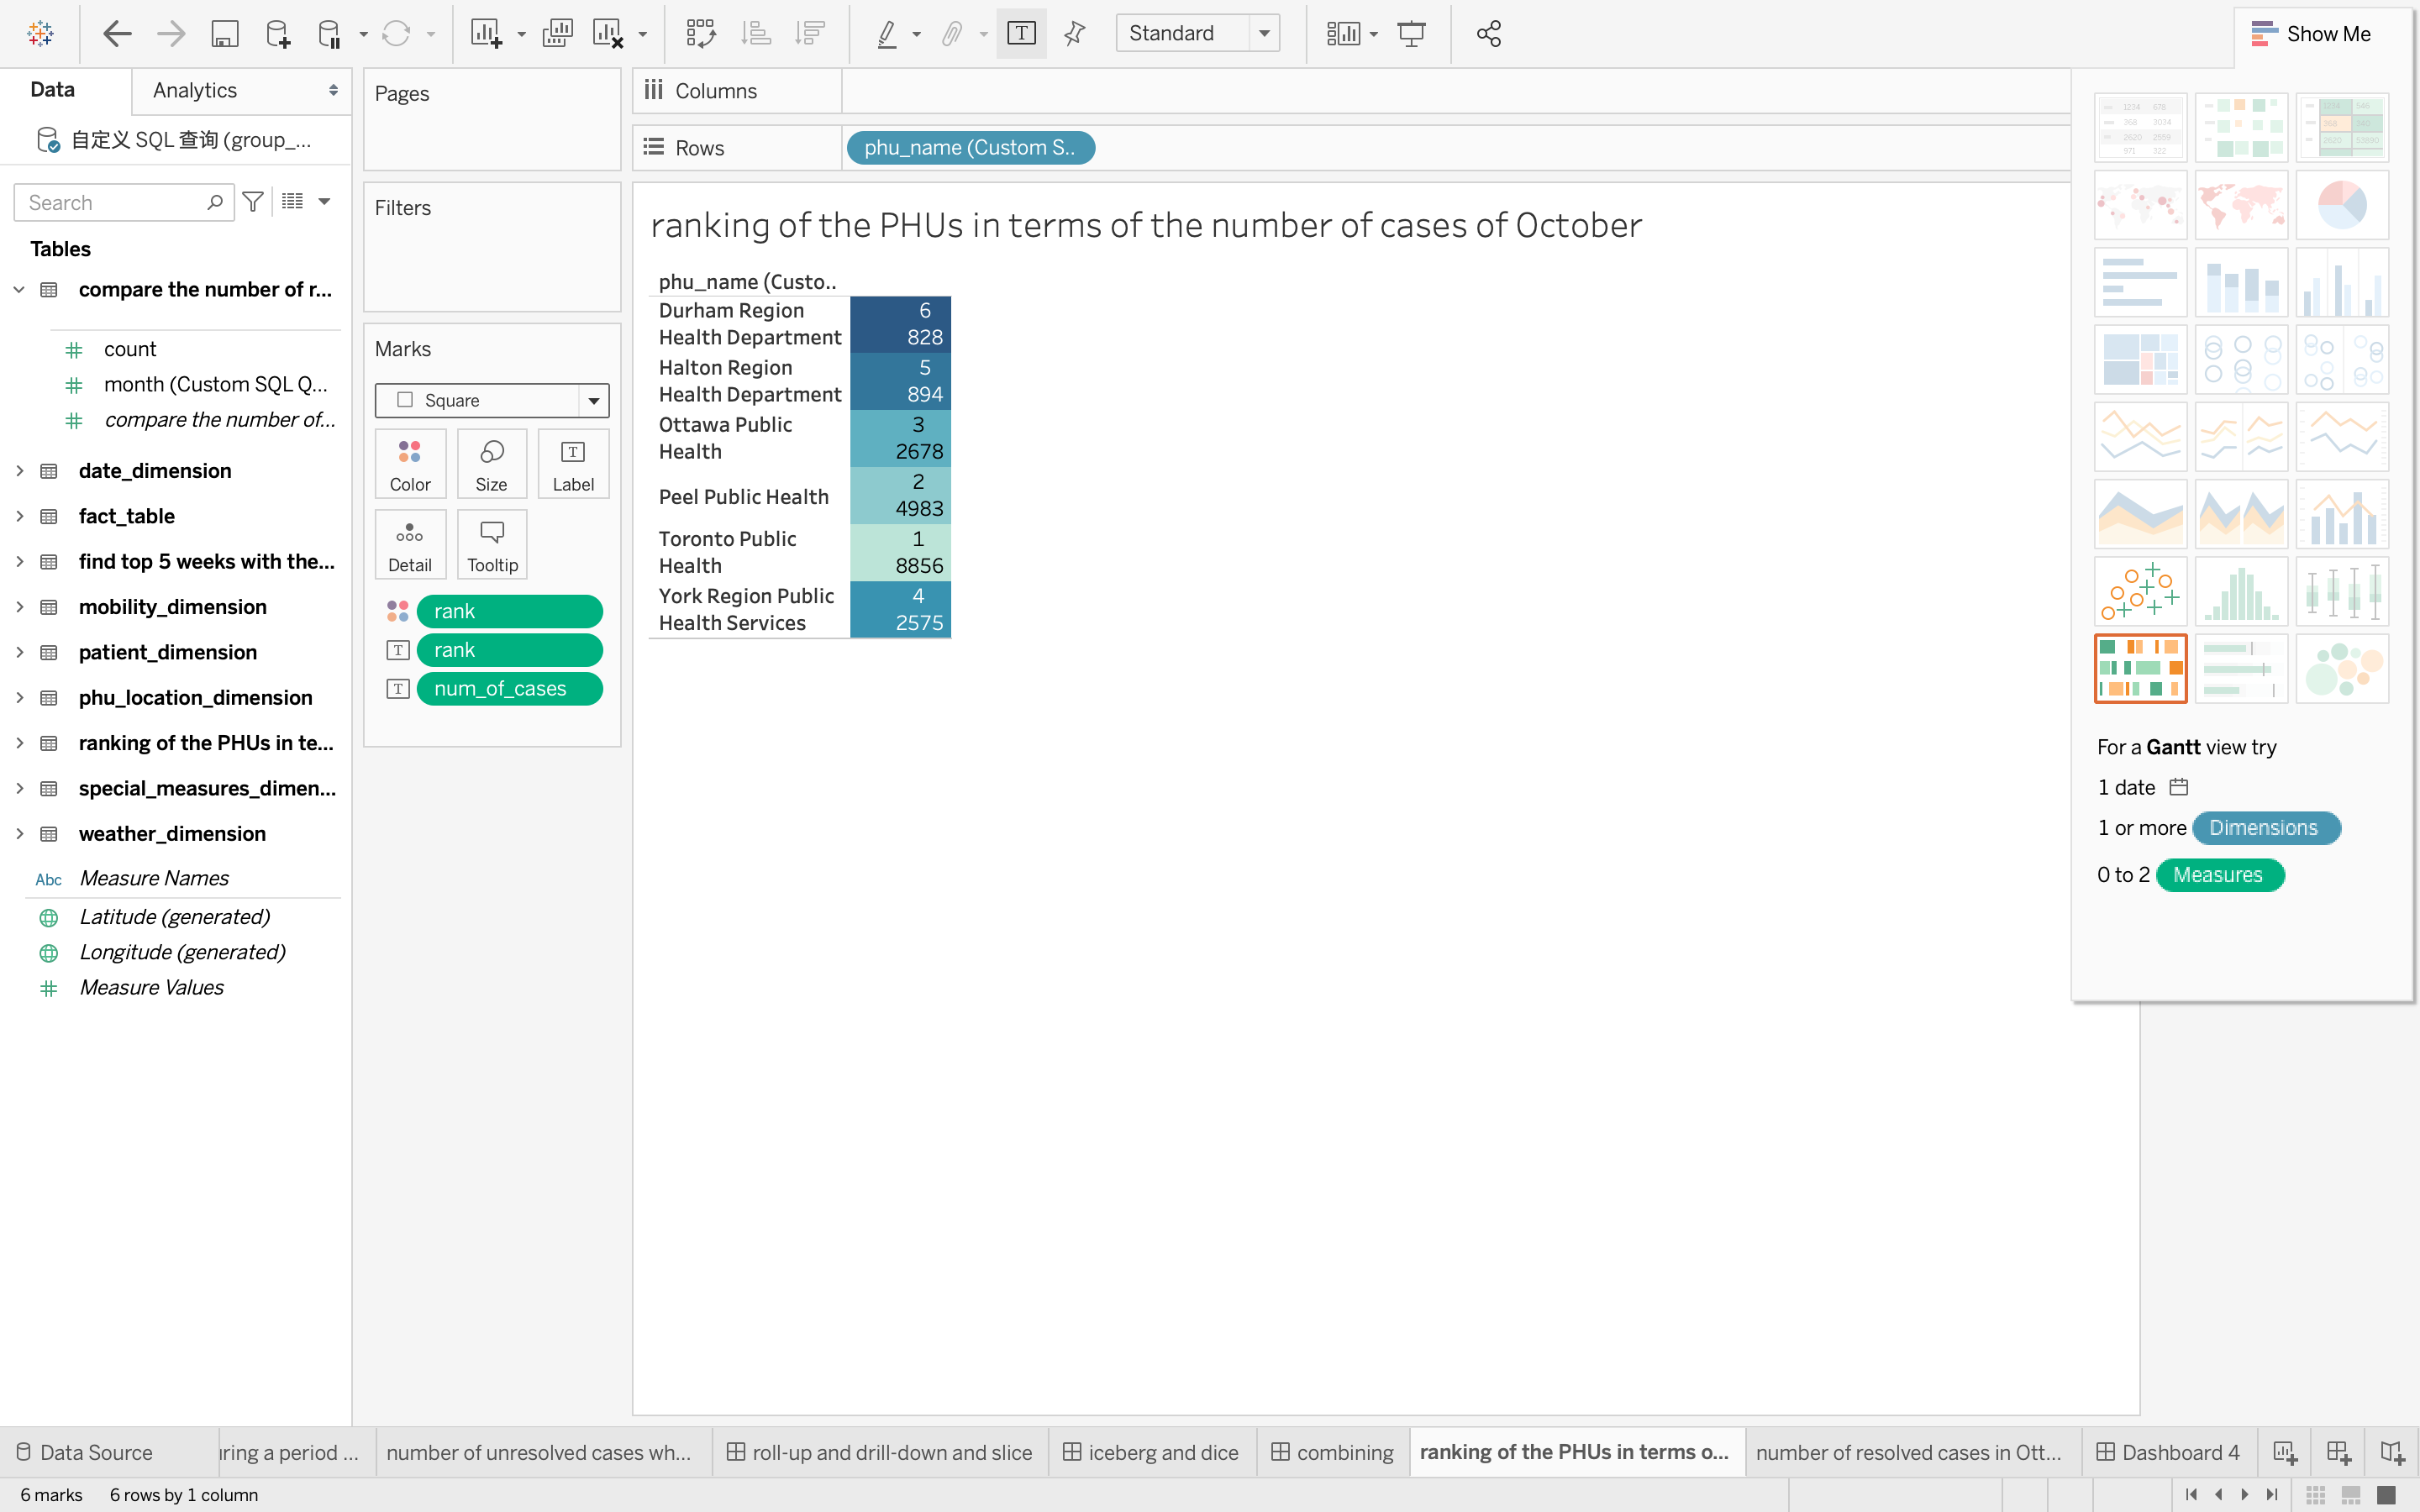 Standard
Show Me
Data
Analytics
自定义 SQL 查询 (group_...
Search
Tables
compare the number of r...
count
month (Custom SQL Q...
compare the number of...
date_dimension
fact_table
find top 5 weeks with the...
mobility_dimension
patient_dimension
phu_location_dimension
ranking of the PHUs in te...
special_measures_dimen...
weather_dimension
Abc Measure Names
Latitude (generated)
Longitude (generated)
Measure Values
Pages
Filters
Marks
Square
Color
Size
Label
Detail
Tooltip
rank
rank
num_of_cases
Columns
Rows
phu_name (Custom S..
ranking of the PHUs in terms of the number of cases of October
phu_name (Custo..
Durham Region 6
Health Department 828
Halton Region 5
Health Department 894
Ottawa Public 3
Health 2678
Peel Public Health 2
4983
Toronto Public 1
Health 8856
York Region Public 4
Health Services 2575
For a Gantt view try
1 date
1 or more Dimensions
0 to 2 Measures
Data Source
ring a period ...
number of unresolved cases wh...
roll-up and drill-down and slice
iceberg and dice
combining
ranking of the PHUs in terms o...
number of resolved cases in Ott...
Dashboard 4
6 marks
6 rows by 1 column